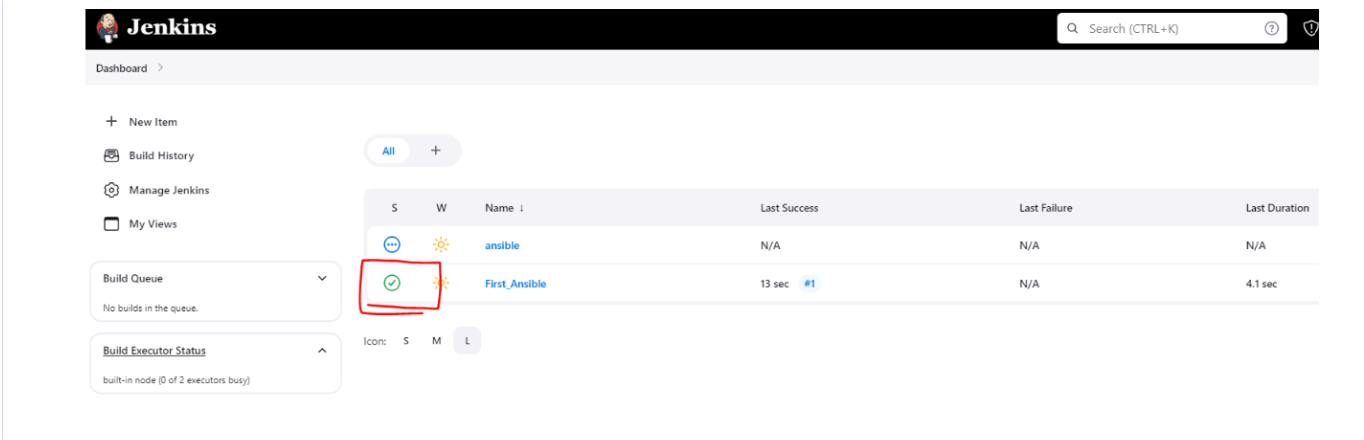 Jenkins
Search (CTRL+K)
Dashboard
New Item
Build History
Manage Jenkins
My Views
All +
S W Name ↓ Last Success Last Failure Last Duration
ansible N/A N/A N/A
First_Ansible 13 sec #1 N/A 4.1 sec
Build Queue
No builds in the queue.
Icon: S M L
Build Executor Status
built-in node (0 of 2 executors busy)